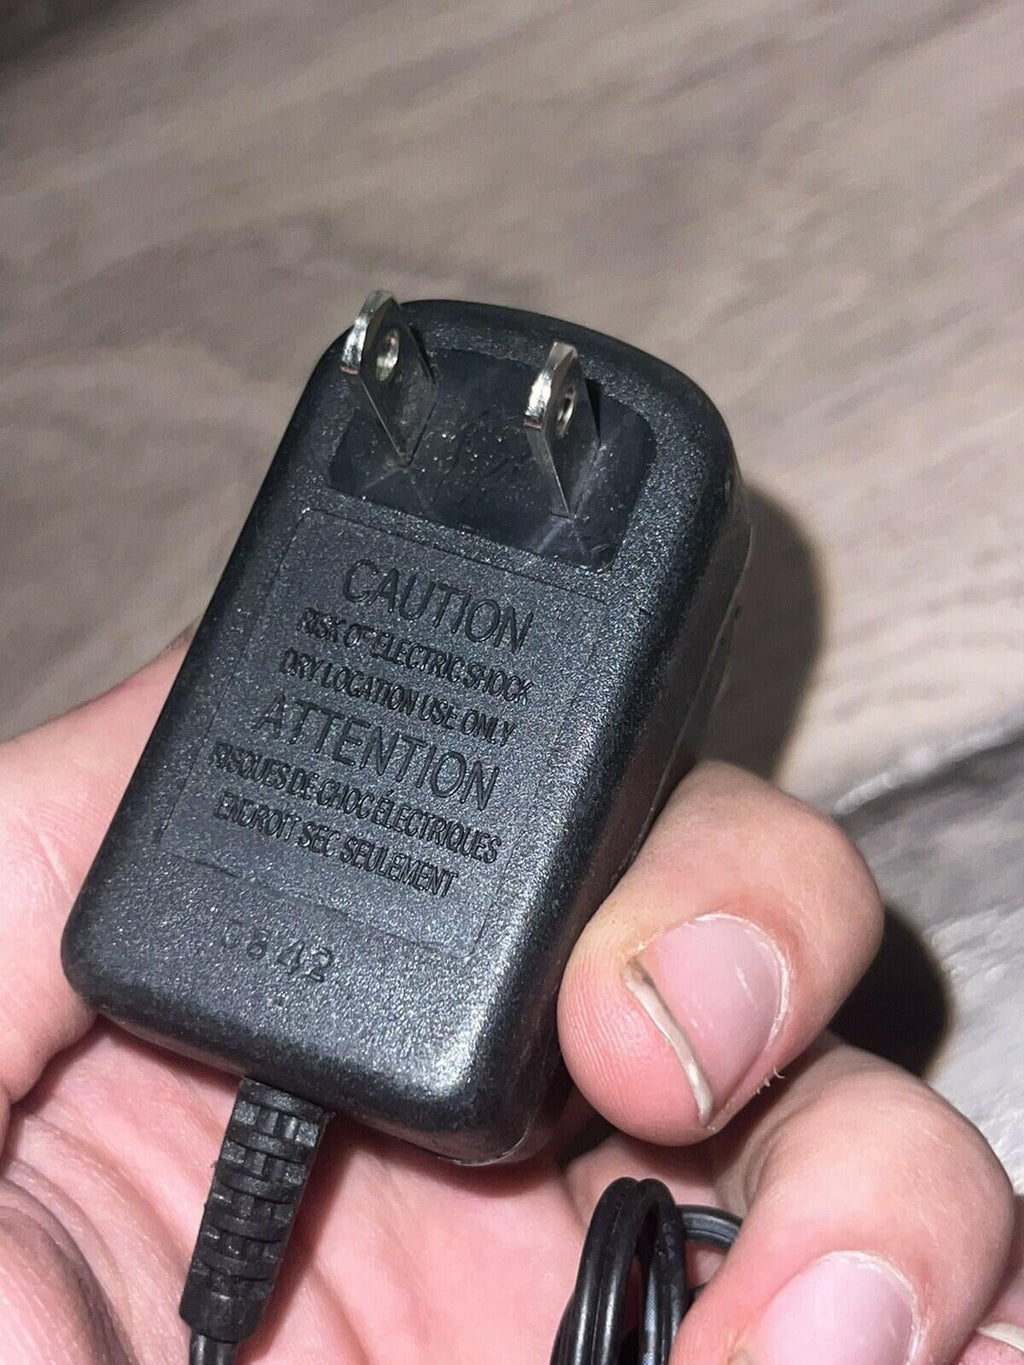 CAUTION
RISK OF ELECTRIC SHOCK
DRY LOCATION USE ONLY
ATTENTION
RISQUES DE CHOC ÉLECTRIQUES
ENDROIT SEC SEULEMENT
0842